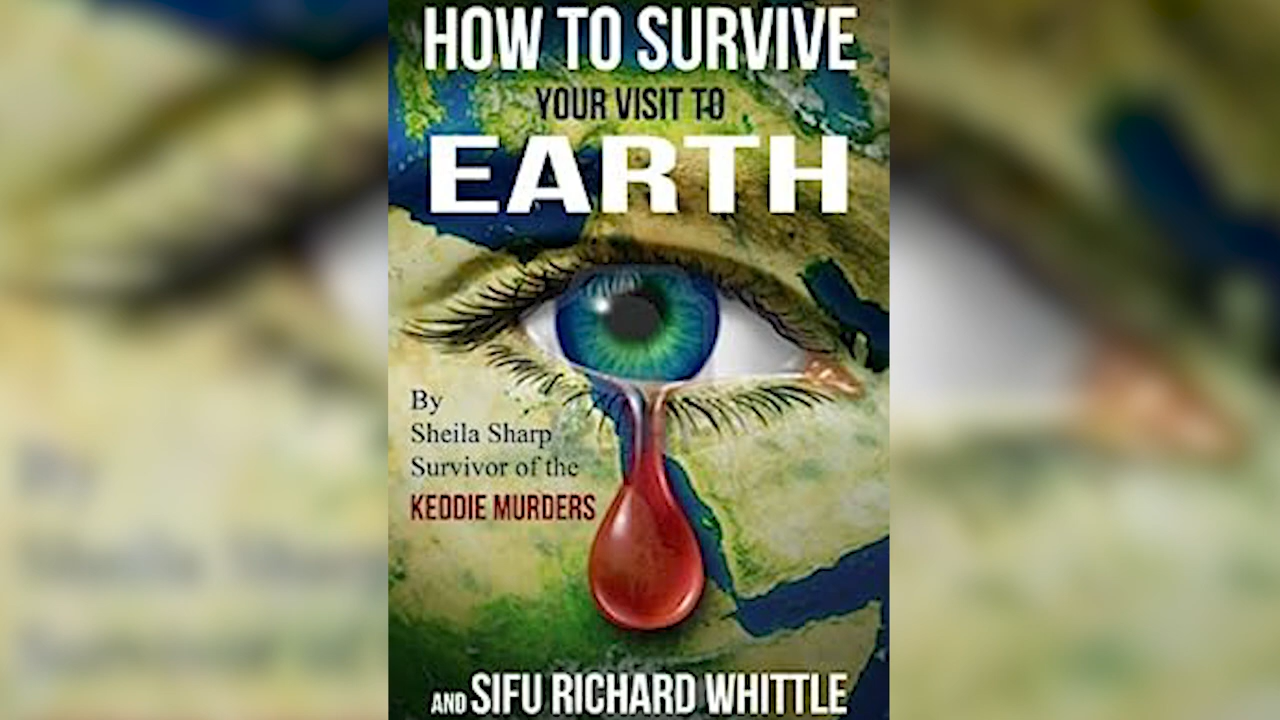 HOW TO SURVIVE
YOUR VISIT TO
EARTH
By
Sheila Sharp
Survivor of the
KEDDIE MURDERS
AND SIFU RICHARD WHITTLE